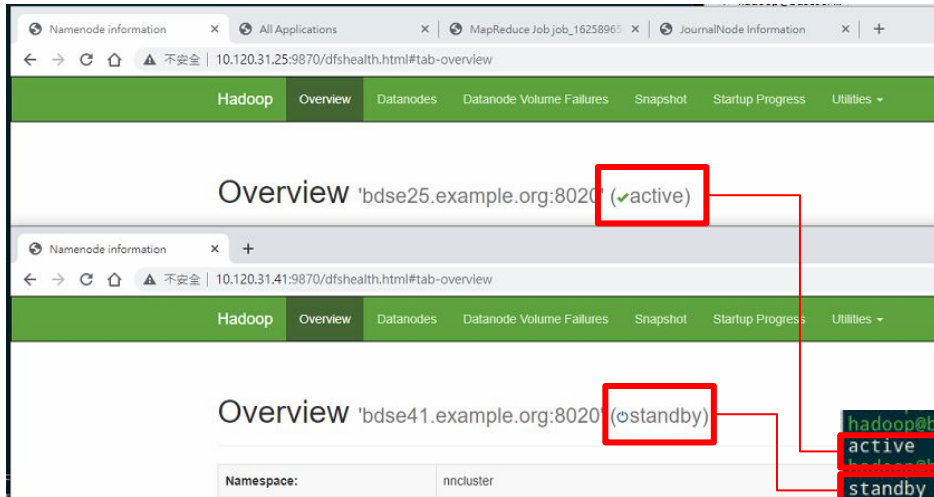 Namenode information
All Applications
MapReduce Job job_16258965
JournalNode Information
不安全 10.120.31.25:9870/dfshealth.html#tab-overview
Hadoop Overview Datanodes Datanode Volume Failures Snapshot Startup Progress Utilities
Overview 'bdse25.example.org:8020' (active)
Namenode information
不安全 10.120.31.41:9870/dfshealth.html#tab-overview
Hadoop Overview Datanodes Datanode Volume Failures Snapshot Startup Progress Utilities
Overview 'bdse41.example.org:8020' (standby)
hadoop@b
active
hadoop@b
Namespace: nncluster
standby